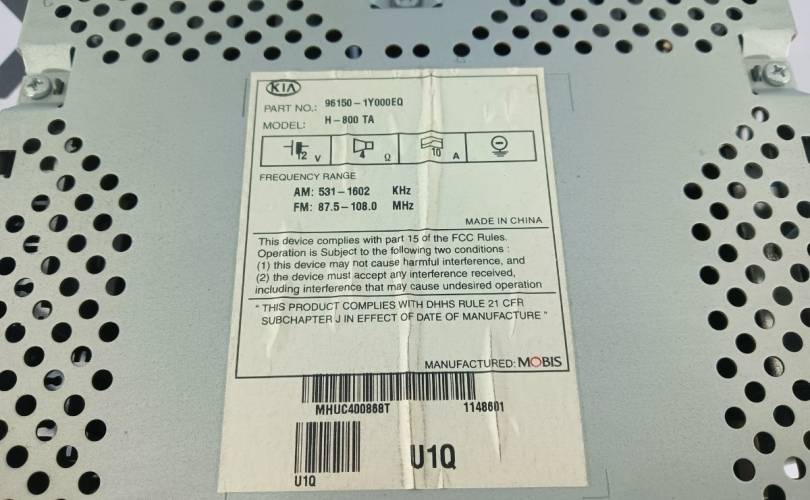 KIA
PART NO.: 96150-1Y000EQ
MODEL: H-800 TA
12 V 4 Ω 10 A
FREQUENCY RANGE
AM: 531-1602 KHz
FM: 87.5-108.0 MHz
MADE IN CHINA
This device complies with part 15 of the FCC Rules.
Operation is Subject to the following two conditions :
(1) this device may not cause harmful interference, and
(2) the device must accept any interference received,
including interference that may cause undesired operation
" THIS PRODUCT COMPLIES WITH DHHS RULE 21 CFR
SUBCHAPTER J IN EFFECT OF DATE OF MANUFACTURE "
MANUFACTURED: MOBIS
MHUC400868T 1148601
U1Q U1Q